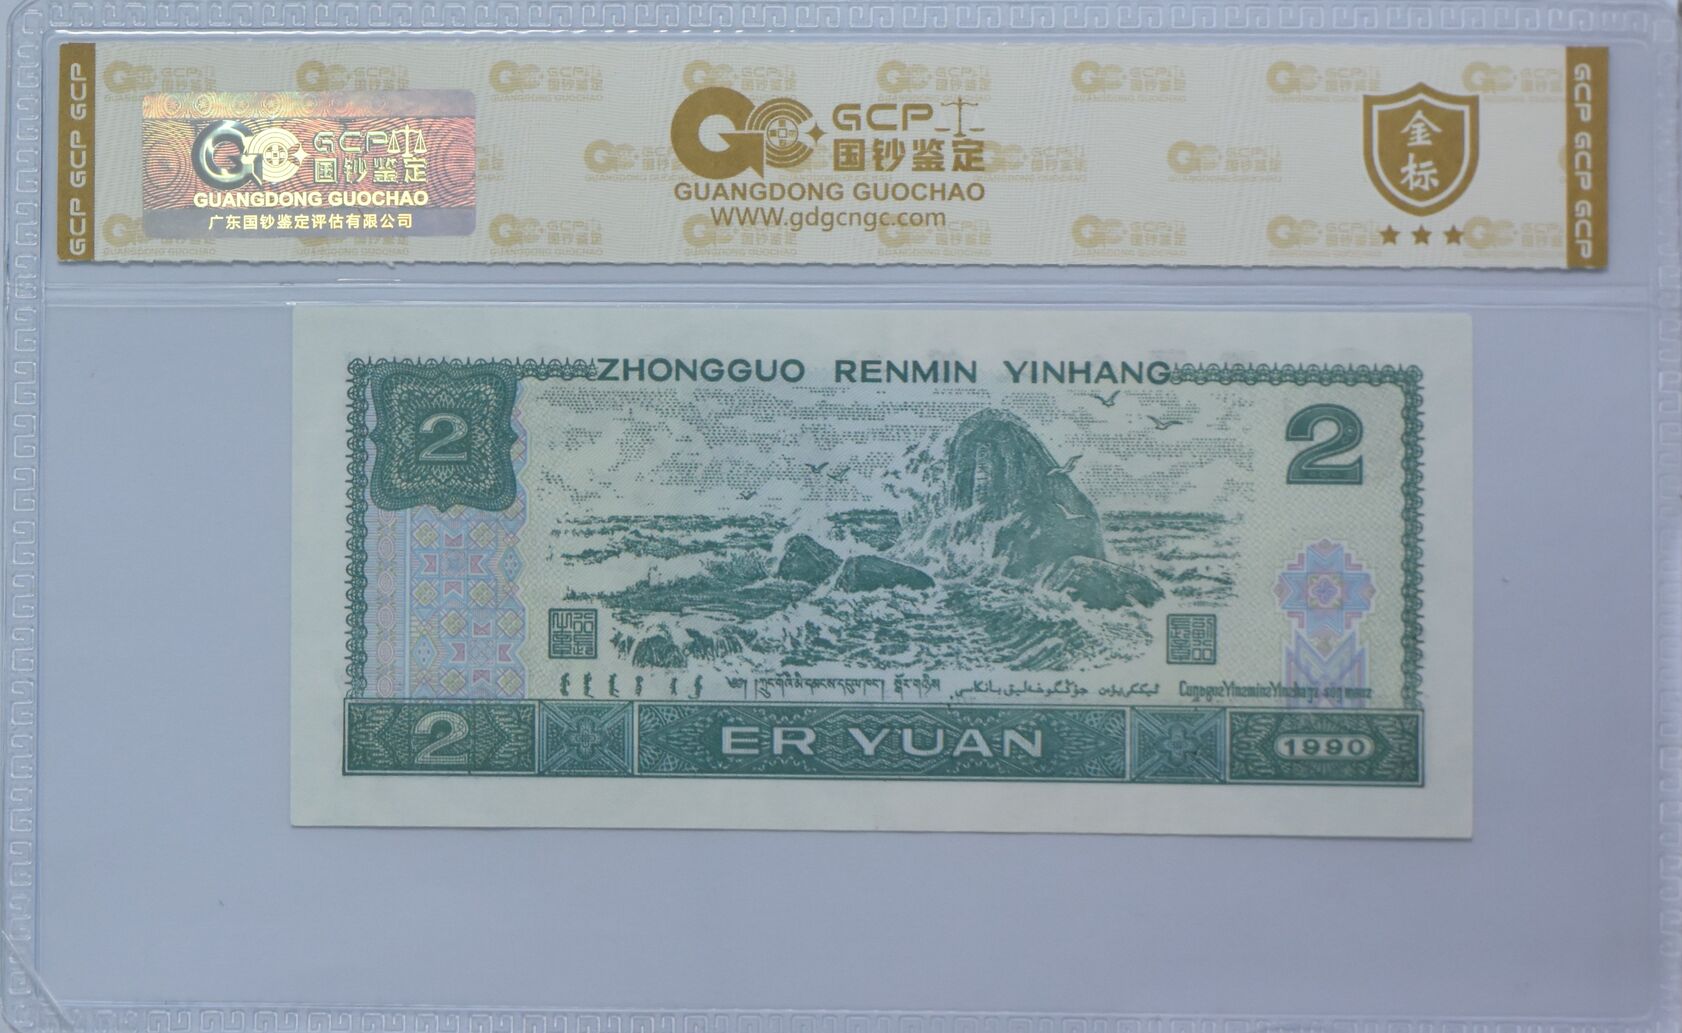 GCP GCP GCP
GCP
国钞鉴定
GUANGDONG GUOCHAO
广东国钞鉴定评估有限公司
GCP
国钞鉴定
GUANGDONG GUOCHAO
WWW.gdgcngc.com
金
标
GCP GCP GCP
ZHONGGUO RENMIN YINHANG
2
2
2
ER YUAN
1990